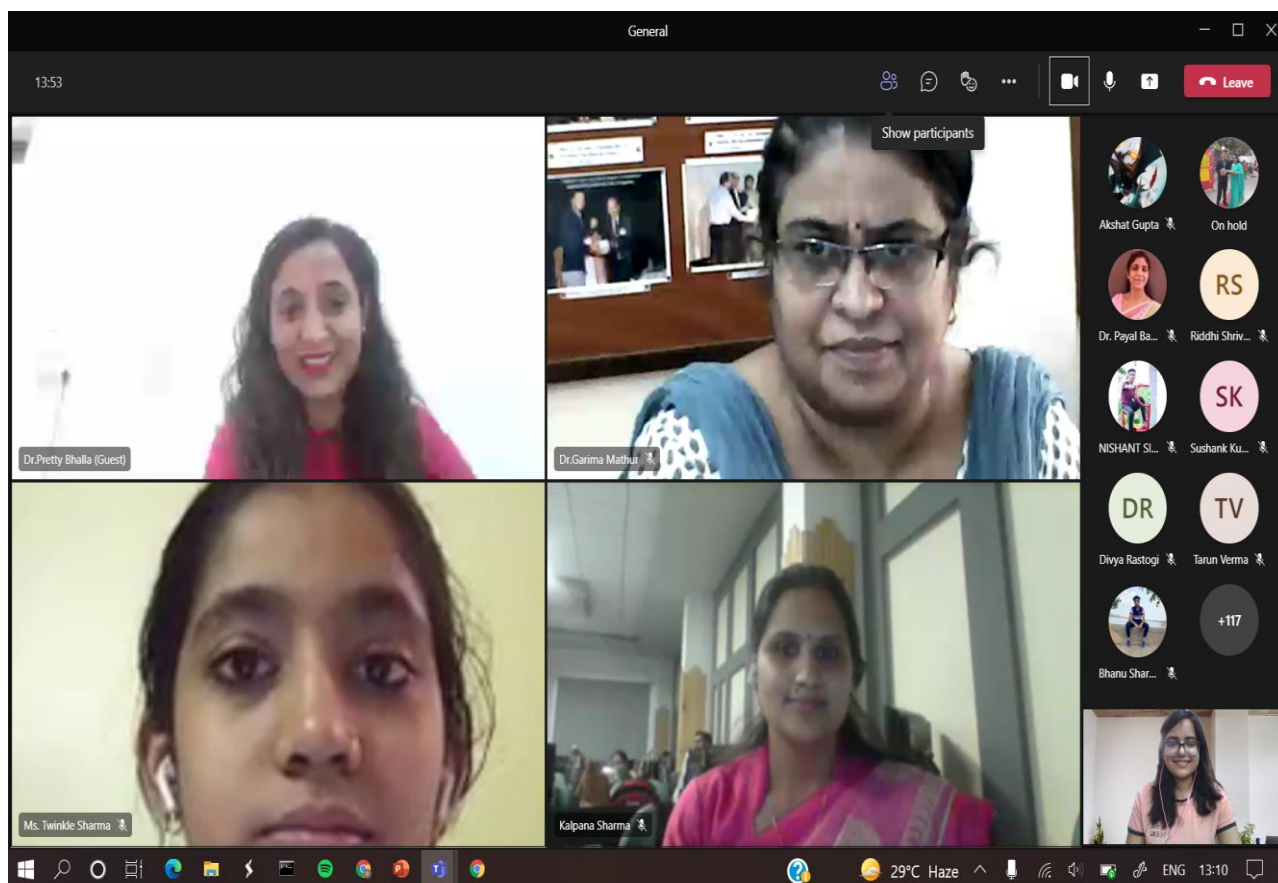 General
13:53
Leave
Show participants
Dr.Pretty Bhalla (Guest)
Dr.Garima Mathur
Ms. Twinkle Sharma
Kalpana Sharma
Akshat Gupta
On hold
Dr. Payal Ba...
RS
Riddhi Shriv...
NISHANT SI...
SK
Sushank Ku...
DR
Divya Rastogi
TV
Tarun Verma
Bhanu Shar...
+117
29°C Haze
ENG
13:10